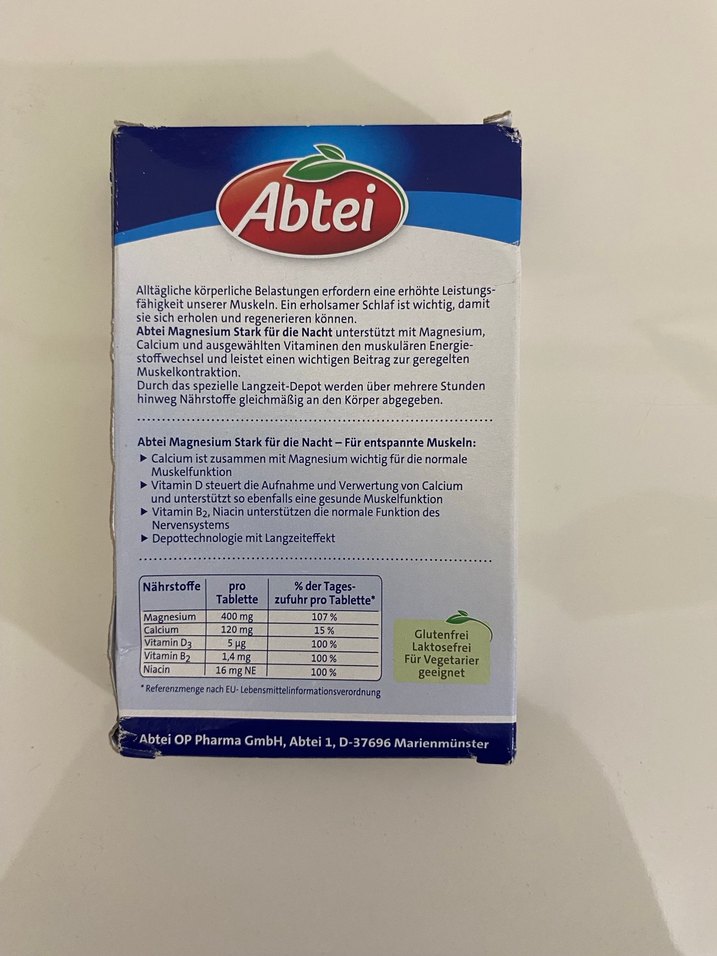 Abtei
Alltägliche körperliche Belastungen erfordern eine erhöhte Leistungs-
fähigkeit unserer Muskeln. Ein erholsamer Schlaf ist wichtig, damit
sie sich erholen und regenerieren können.
Abtei Magnesium Stark für die Nacht unterstützt mit Magnesium,
Calcium und ausgewählten Vitaminen den muskulären Energie-
stoffwechsel und leistet einen wichtigen Beitrag zur geregelten
Muskelkontraktion.
Durch das spezielle Langzeit-Depot werden über mehrere Stunden
hinweg Nährstoffe gleichmäßig an den Körper abgegeben.
Abtei Magnesium Stark für die Nacht – Für entspannte Muskeln:
▶ Calcium ist zusammen mit Magnesium wichtig für die normale
Muskelfunktion
▶ Vitamin D steuert die Aufnahme und Verwertung von Calcium
und unterstützt so ebenfalls eine gesunde Muskelfunktion
▶ Vitamin B₂, Niacin unterstützen die normale Funktion des
Nervensystems
▶ Depottechnologie mit Langzeiteffekt
Nährstoffe pro Tablette % der Tages-zufuhr pro Tablette*
Magnesium 400 mg 107 %
Calcium 120 mg 15 %
Vitamin D₃ 5 µg 100 %
Vitamin B₂ 1,4 mg 100 %
Niacin 16 mg NE 100 %
* Referenzmenge nach EU- Lebensmittelinformationsverordnung
Glutenfrei
Laktosefrei
Für Vegetarier
geeignet
Abtei OP Pharma GmbH, Abtei 1, D-37696 Marienmünster